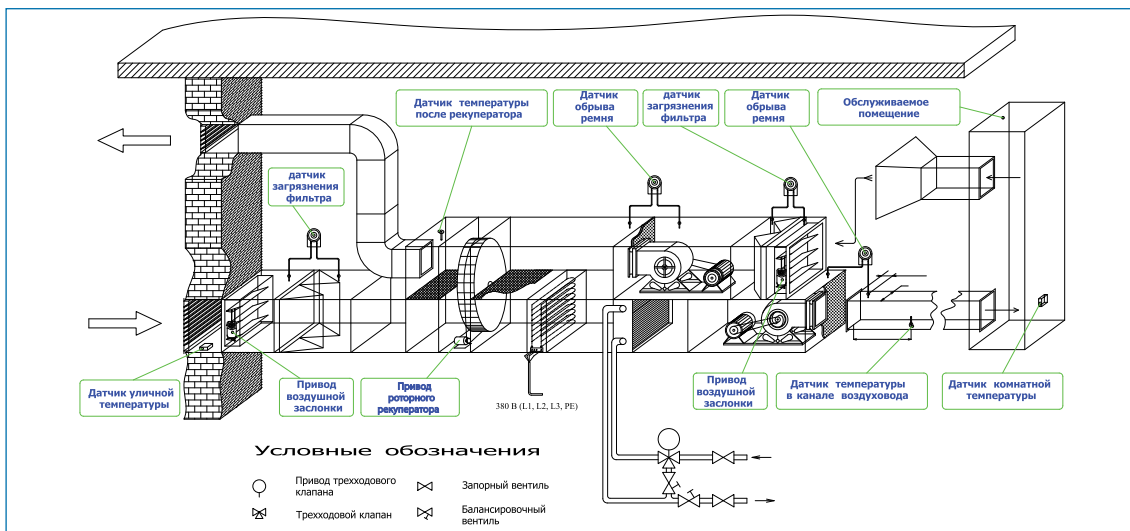 Датчик температуры
после рекуператора
Датчик
обрыва
ремня
датчик
загрязнения
фильтра
Датчик
обрыва
ремня
Обслуживаемое
помещение
датчик
загрязнения
фильтра
Датчик уличной
температуры
Привод
воздушной
заслонки
Привод
роторного
рекуператора
380 В (L1, L2, L3, PE)
Привод
воздушной
заслонки
Датчик температуры
в канале воздуховода
Датчик комнатной
температуры
Условные обозначения
Привод трехходового
клапана
Запорный вентиль
Трехходовой клапан
Балансировочный
вентиль